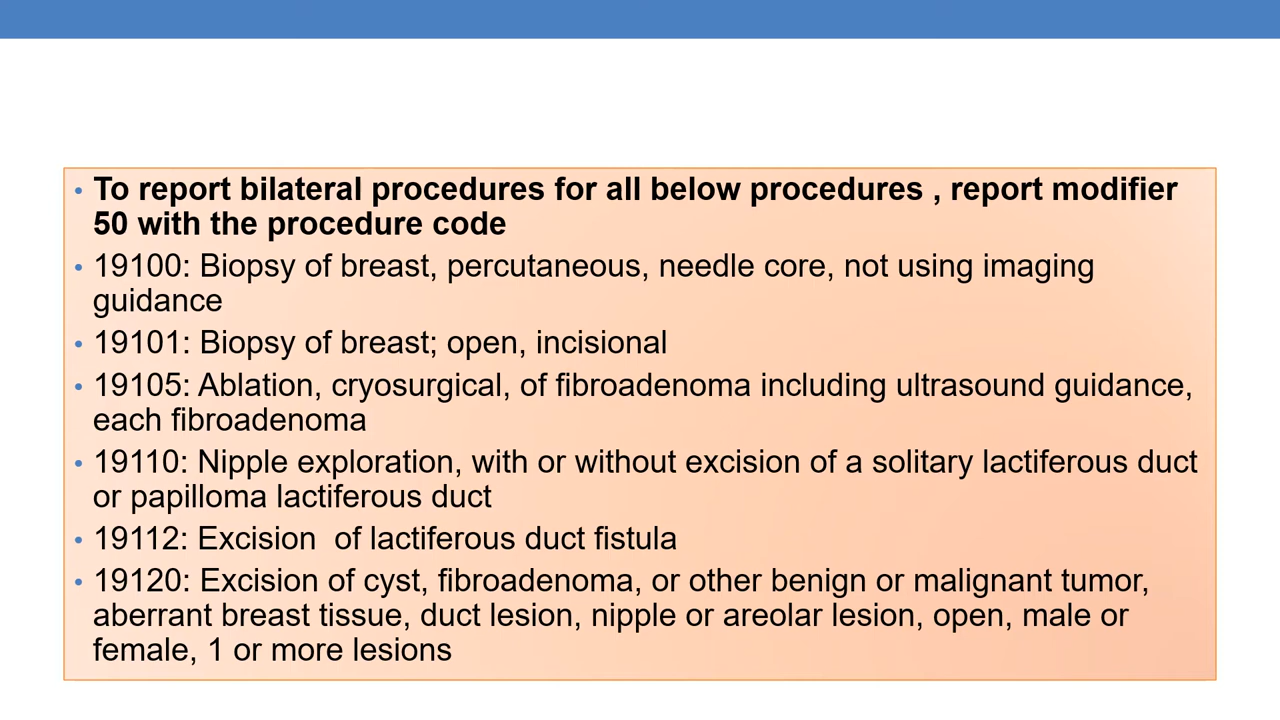 • To report bilateral procedures for all below procedures , report modifier
50 with the procedure code
• 19100: Biopsy of breast, percutaneous, needle core, not using imaging
guidance
• 19101: Biopsy of breast; open, incisional
• 19105: Ablation, cryosurgical, of fibroadenoma including ultrasound guidance,
each fibroadenoma
• 19110: Nipple exploration, with or without excision of a solitary lactiferous duct
or papilloma lactiferous duct
• 19112: Excision  of lactiferous duct fistula
• 19120: Excision of cyst, fibroadenoma, or other benign or malignant tumor,
aberrant breast tissue, duct lesion, nipple or areolar lesion, open, male or
female, 1 or more lesions